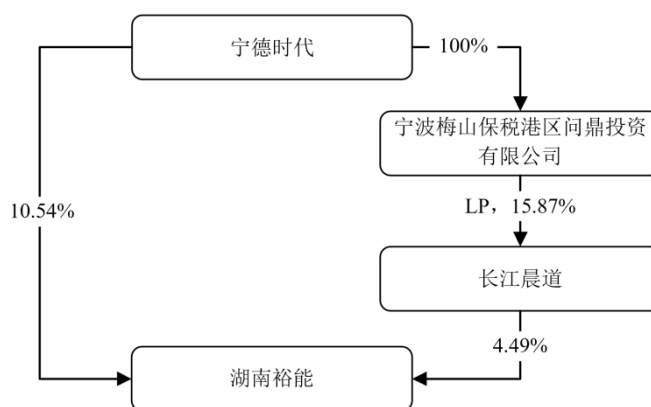 宁德时代
100%
宁波梅山保税港区问鼎投资
有限公司
10.54%
LP，15.87%
长江晨道
4.49%
湖南裕能